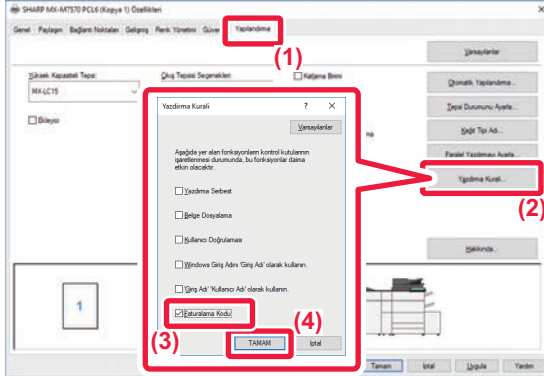 SHARP MX-M7570 PCL6 (Kopya 1) Özellikleri
Genel Paylaşım Bağlantı Noktaları Gelişmiş Renk Yönetimi Güven Yapılandırma
(1)
Varsayılanlar
Yüksek Kapasiteli Tepsi:
Çıkış Tepsisi Seçenekleri:
Katlama Birimi
MX-LC15
Otomatik Yapılandırma...
Tepsi Durumunu Ayarla...
Dikleyici
Kağıt Tipi Adı...
Paralel Yazdırmayı Ayarla...
Yazdırma Kuralı...
(2)
Hakkında...
Yazdırma Kuralı ? ×
Varsayılanlar
Aşağıda yer alan fonksiyonların kontrol kutularının
işaretlenmesi durumunda, bu fonksiyonlar daima
etkin olacaktır.
Yazdırma Serbest
Belge Dosyalama
Kullanıcı Doğrulaması
Windows Giriş Adını 'Giriş Adı' olarak kullanın.
'Giriş Adı' 'Kullanıcı Adı' olarak kullanın.
Faturalama Kodu
(3)
(4)
TAMAM İptal
1
Tamam İptal Uygula Yardım